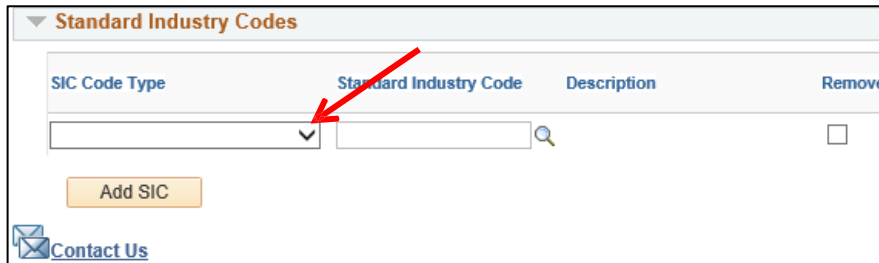 Standard Industry Codes
SIC Code Type Standard Industry Code Description Remove
Add SIC
Contact Us